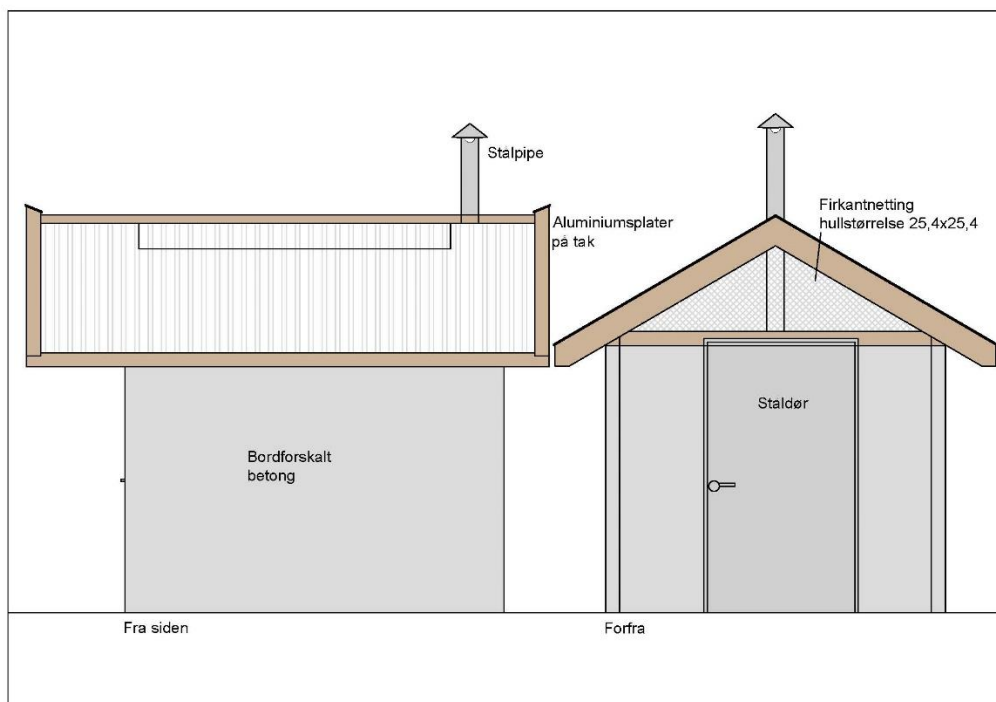 Stalpipe
Aluminiumsplater
på tak
Bordforskalt
betong
Fra siden
Firkantnetting
hullstørrelse 25,4x25,4
Staldør
Forfra